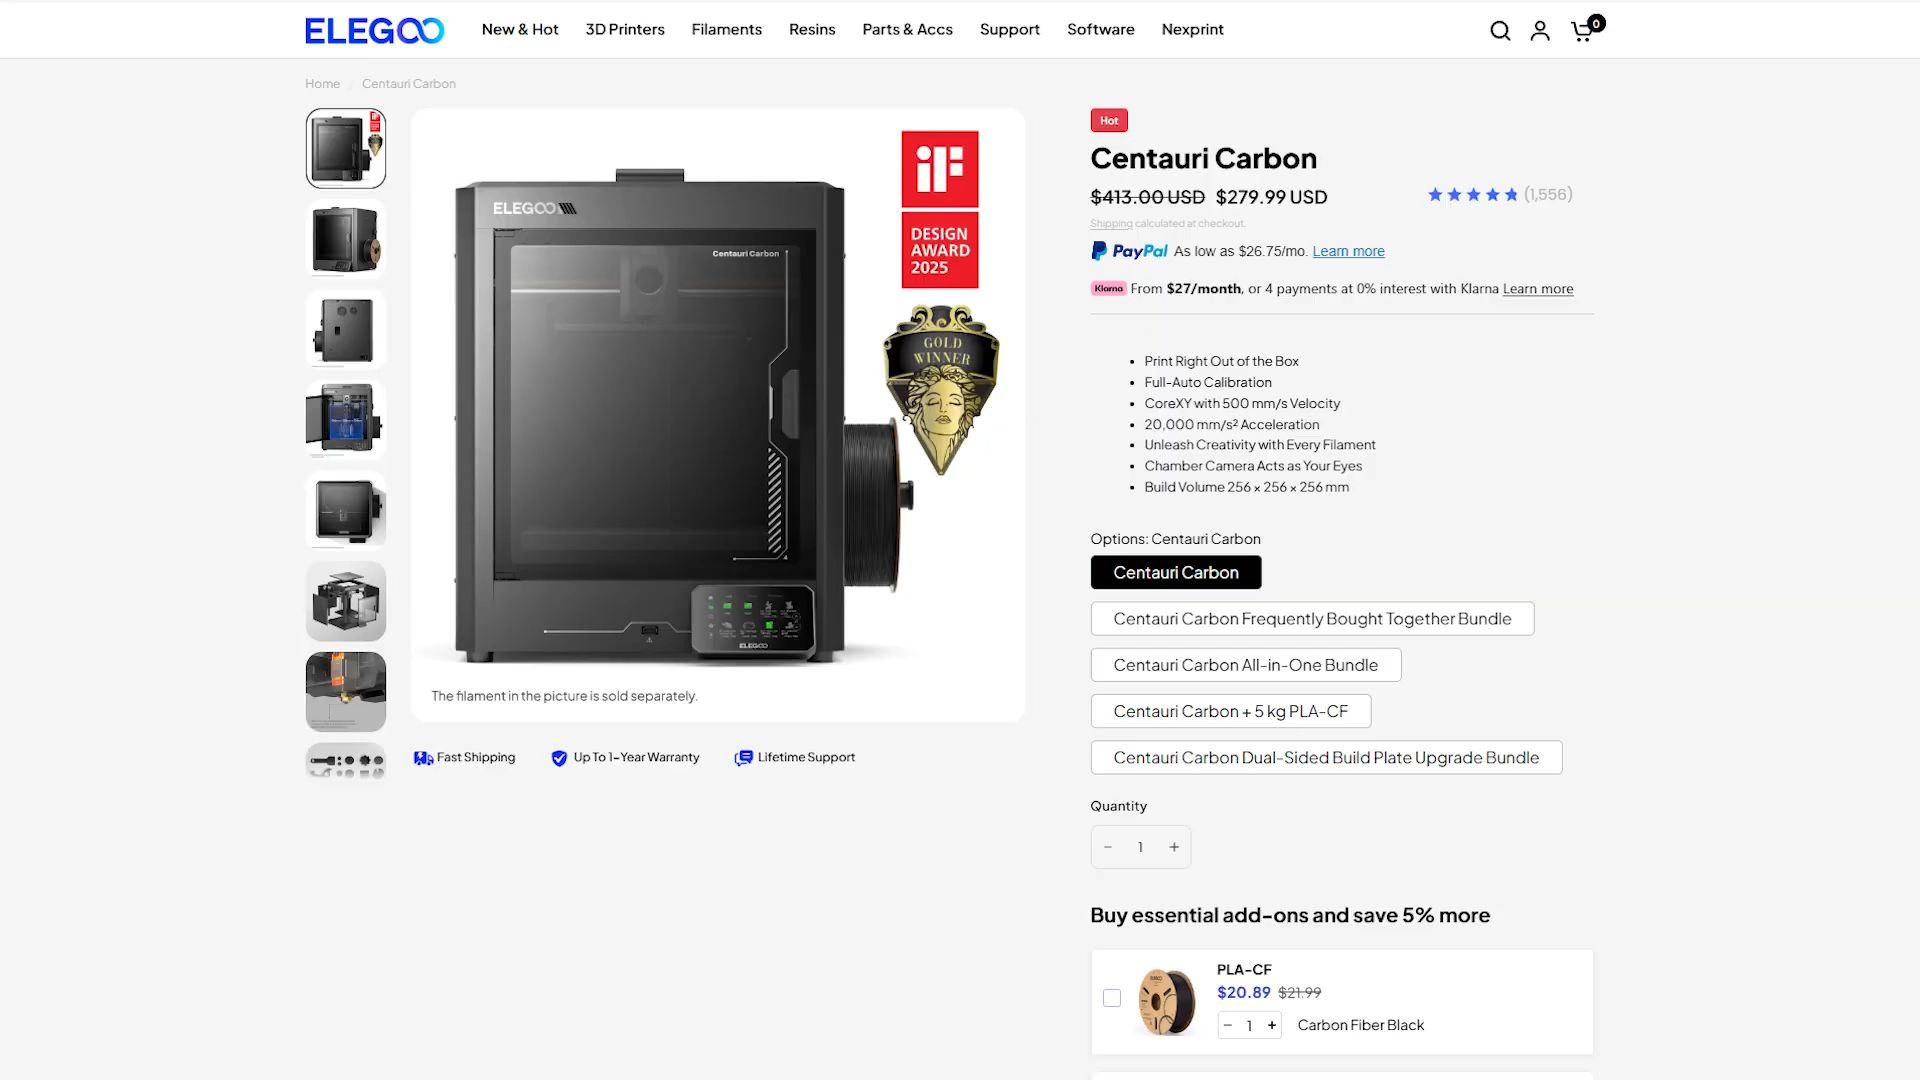 ELEGOO
New & Hot
3D Printers
Filaments
Resins
Parts & Accs
Support
Software
Nexprint
0
Home / Centauri Carbon
ELEGOO
Centauri Carbon
ELEGOO
iF
DESIGN
AWARD
2025
GOLD
WINNER
The filament in the picture is sold separately.
Fast Shipping
Up To 1-Year Warranty
Lifetime Support
Hot
Centauri Carbon
$413.00 USD $279.99 USD
(1,556)
Shipping calculated at checkout.
PayPal As low as $26.75/mo. Learn more
Klarna From $27/month, or 4 payments at 0% interest with Klarna Learn more
• Print Right Out of the Box
• Full-Auto Calibration
• CoreXY with 500 mm/s Velocity
• 20,000 mm/s² Acceleration
• Unleash Creativity with Every Filament
• Chamber Camera Acts as Your Eyes
• Build Volume 256 × 256 × 256 mm
Options: Centauri Carbon
Centauri Carbon
Centauri Carbon Frequently Bought Together Bundle
Centauri Carbon All-in-One Bundle
Centauri Carbon + 5 kg PLA-CF
Centauri Carbon Dual-Sided Build Plate Upgrade Bundle
Quantity
− 1 +
Buy essential add-ons and save 5% more
PLA-CF
$20.89 $21.99
− 1 + Carbon Fiber Black